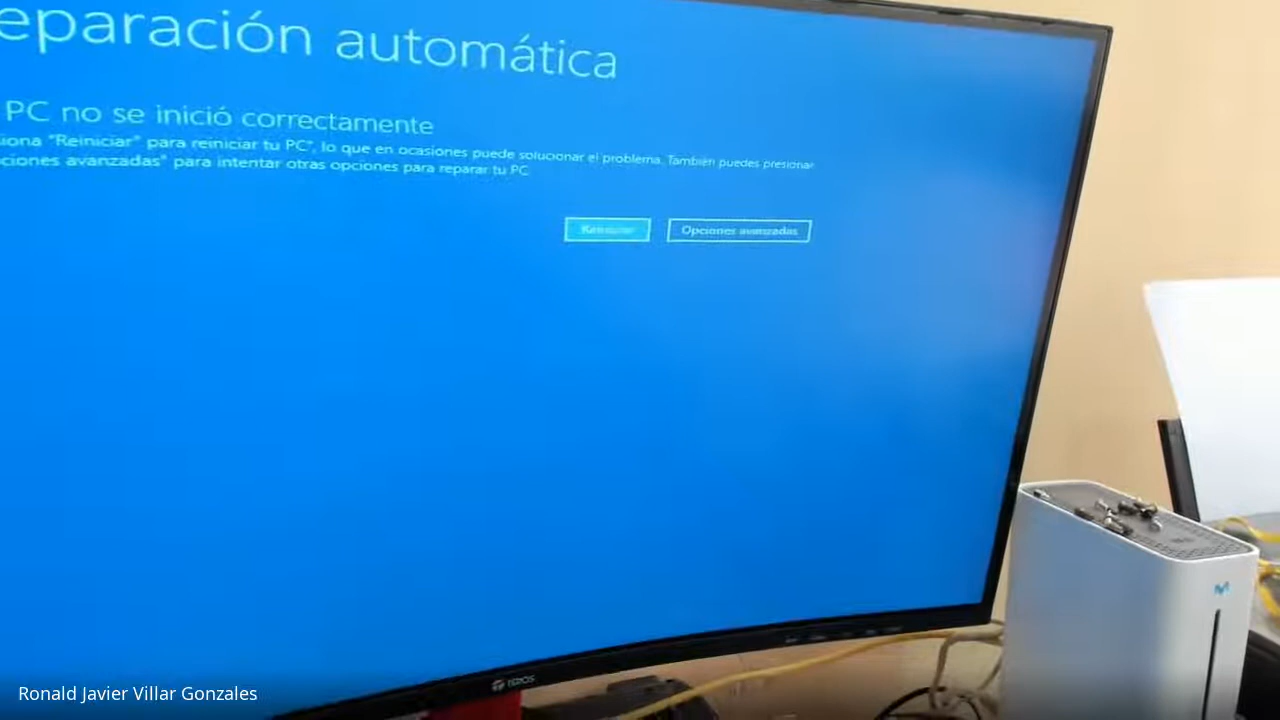 eparación automática
PC no se inició correctamente
iona "Reiniciar" para reiniciar tu PC", lo que en ocasiones puede solucionar el problema. También puedes presionar
ciones avanzadas" para intentar otras opciones para reparar tu PC
Reiniciar Opciones avanzadas
TEROS
Ronald Javier Villar Gonzales